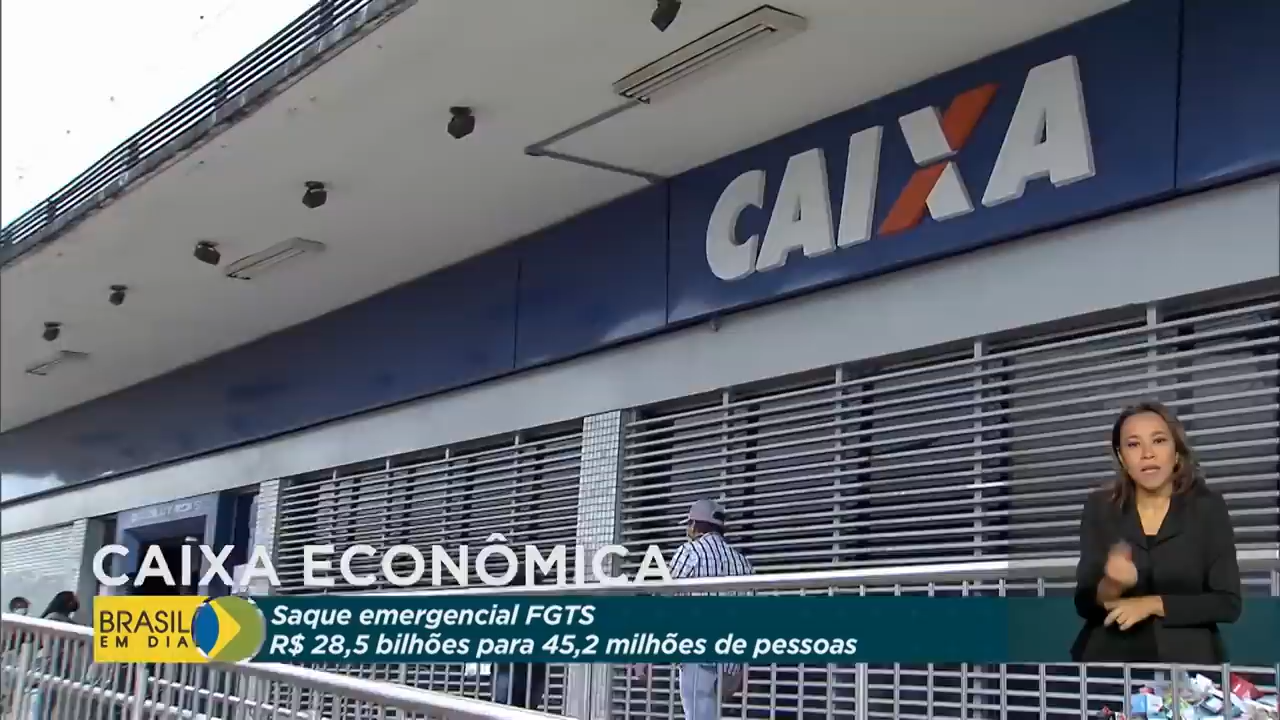 CAIXA
CAIXA ECONÔMICA
BRASIL
EM DIA
Saque emergencial FGTS
R$ 28,5 bilhões para 45,2 milhões de pessoas